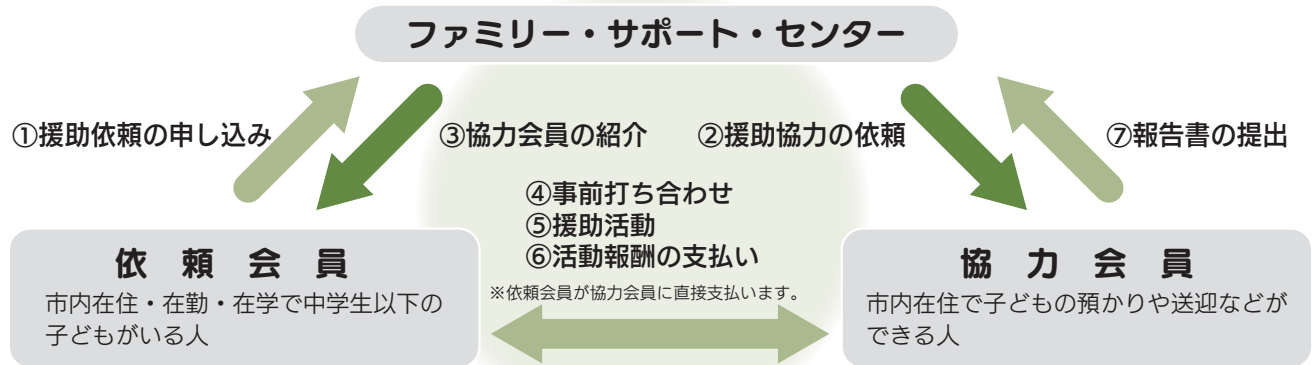 ファミリー・サポート・センター
①援助依頼の申し込み
③協力会員の紹介
②援助協力の依頼
⑦報告書の提出
④事前打ち合わせ
⑤援助活動
⑥活動報酬の支払い
※依頼会員が協力会員に直接支払います。
依頼会員
市内在住・在勤・在学で中学生以下の
子どもがいる人
協力会員
市内在住で子どもの預かりや送迎などが
できる人